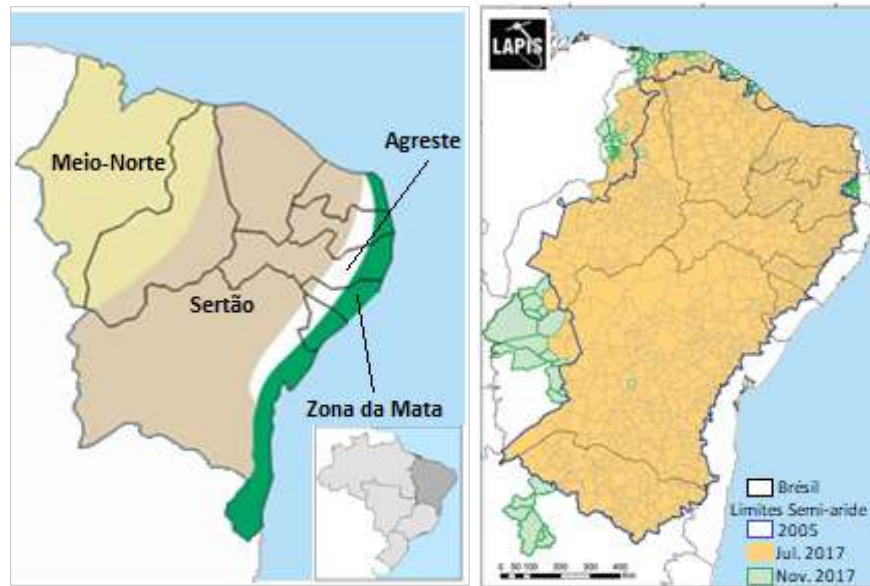 Meio-Norte
Agreste
Sertão
Zona da Mata
LAPIS
Brésil
Limites Semi-aride
2005
Jul. 2017
Nov. 2017